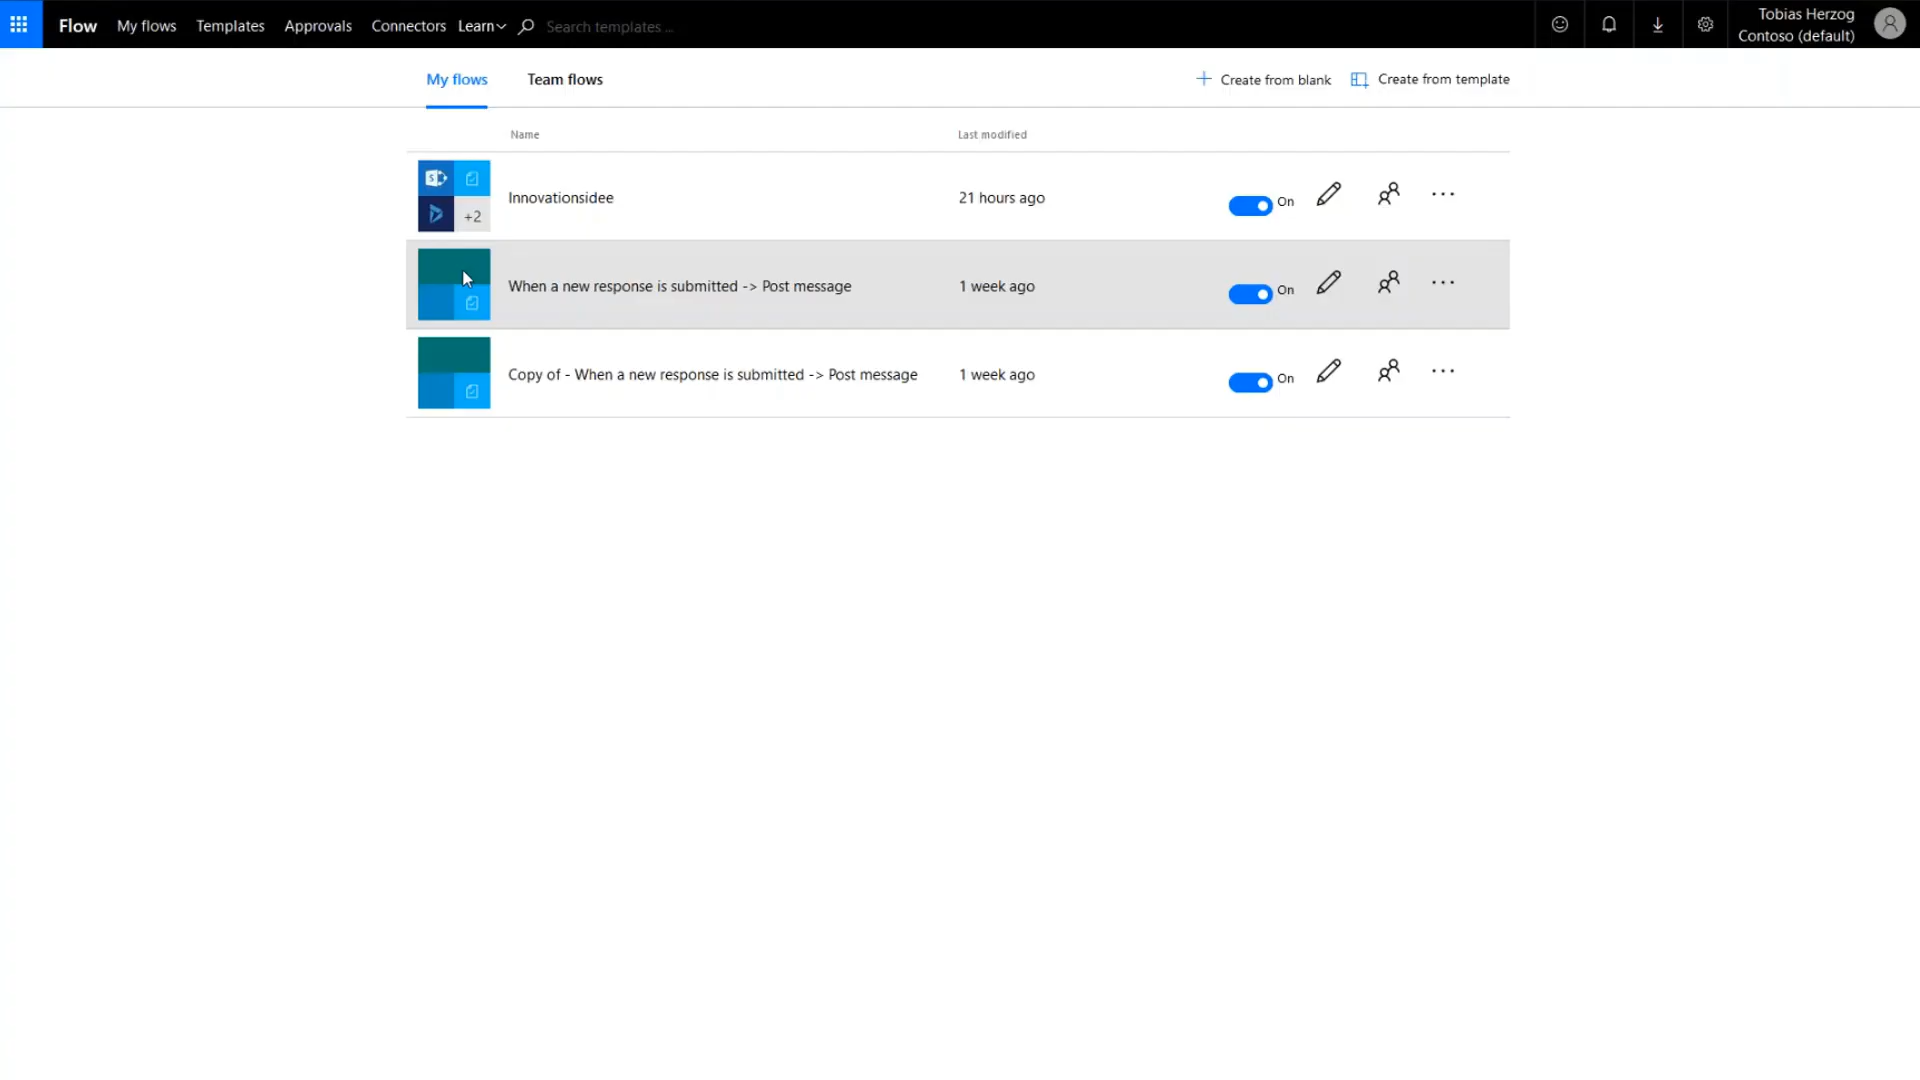 Flow My flows Templates Approvals Connectors Learn Search templates ...
Tobias Herzog
Contoso (default)
My flows Team flows Create from blank Create from template
Name Last modified
S
Innovationsidee 21 hours ago On
+2
When a new response is submitted -> Post message 1 week ago On
Copy of - When a new response is submitted -> Post message 1 week ago On